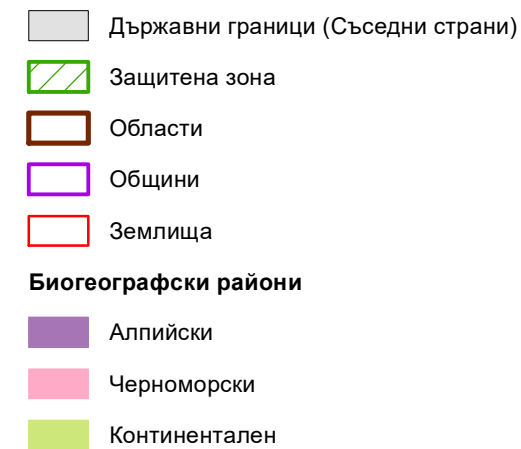 Държавни граници (Съседни страни)
Защитена зона
Области
Общини
Землища
Биогеографски райони
Алпийски
Черноморски
Континентален